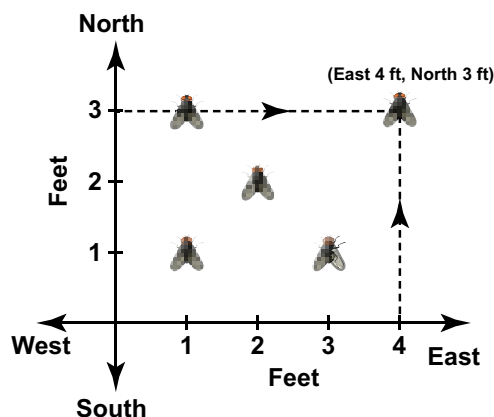 North
(East 4 ft, North 3 ft)
3
2
1
Feet
West
1 2 3 4
East
Feet
South